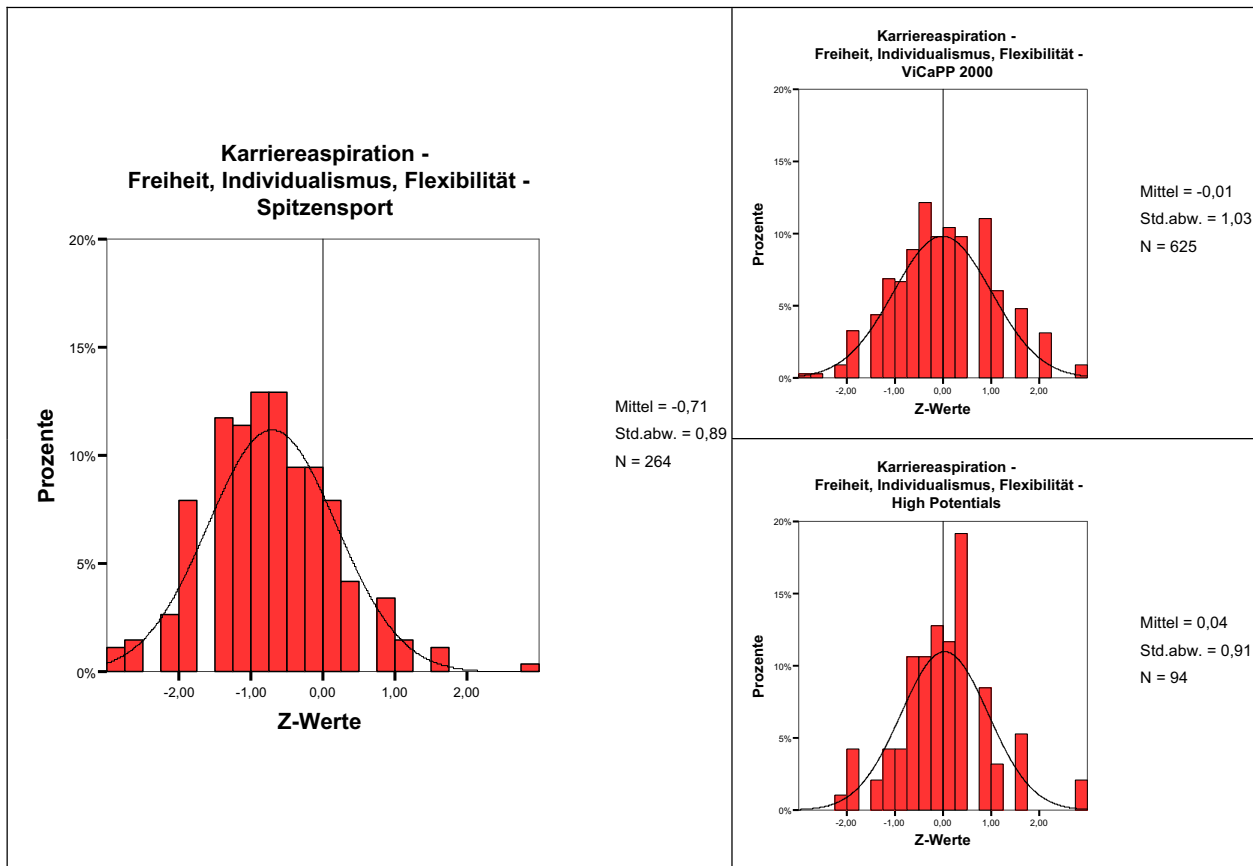 Karriereaspiration -
Freiheit, Individualismus, Flexibilität -
Spitzensport
20%
15%
10%
5%
0%
Prozente
-2,00 -1,00 0,00 1,00 2,00
Z-Werte
Mittel = -0,71
Std.abw. = 0,89
N = 264
Karriereaspiration -
Freiheit, Individualismus, Flexibilität -
ViCaPP 2000
20%
15%
10%
5%
0%
Prozente
-2,00 -1,00 0,00 1,00 2,00
Z-Werte
Mittel = -0,01
Std.abw. = 1,03
N = 625
Karriereaspiration -
Freiheit, Individualismus, Flexibilität -
High Potentials
20%
15%
10%
5%
0%
Prozente
-2,00 -1,00 0,00 1,00 2,00
Z-Werte
Mittel = 0,04
Std.abw. = 0,91
N = 94